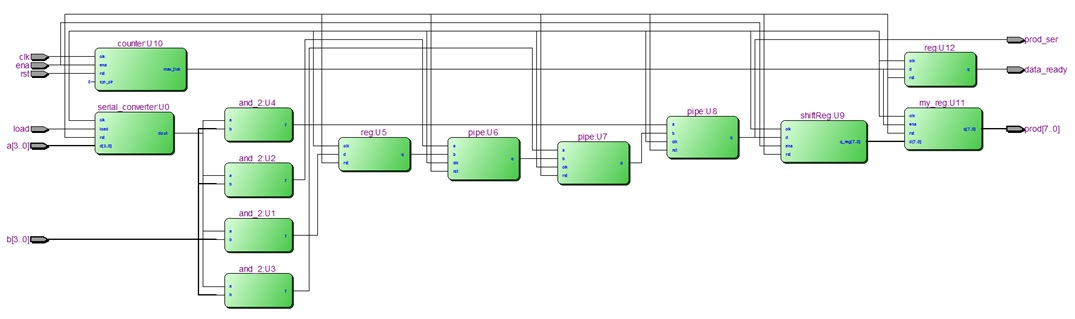 counter:U10
clk
ena
rst
clk
ena
rst
max_tick
syn_clr
serial_converter:U0
load
a[3..0]
clk
load
rst
d[3..0]
dout
and_2:U4
a
b
r
and_2:U2
a
b
r
and_2:U1
a
b
r
b[3..0]
and_2:U3
a
b
r
reg:U5
clk
d
rst
q
pipe:U6
a
b
clk
rst
q
pipe:U7
a
b
clk
rst
q
pipe:U8
a
b
clk
rst
q
shiftReg:U9
clk
d
ena
rst
q_reg[7..0]
reg:U12
clk
d
rst
q
my_reg:U11
clk
ena
rst
d[7..0]
q[7..0]
prod_ser
data_ready
prod[7..0]